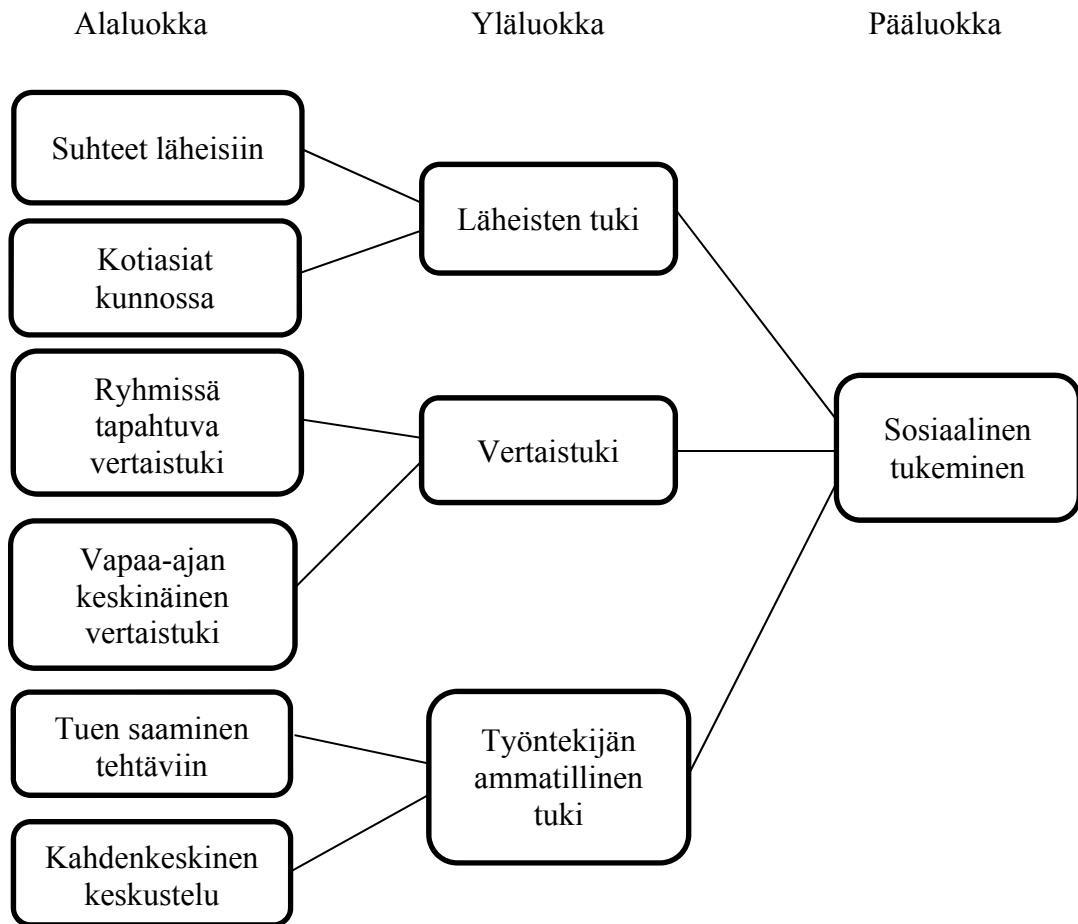 Alaluokka
Yläluokka
Pääluokka
Suhteet läheisiin
Kotiasiat
kunnossa
Ryhmissä
tapahtuva
vertaistuki
Vapaa-ajan
keskinäinen
vertaistuki
Tuen saaminen
tehtäviin
Kahdenkeskinen
keskustelu
Läheisten tuki
Vertaistuki
Työntekijän
ammatillinen
tuki
Sosiaalinen
tukeminen